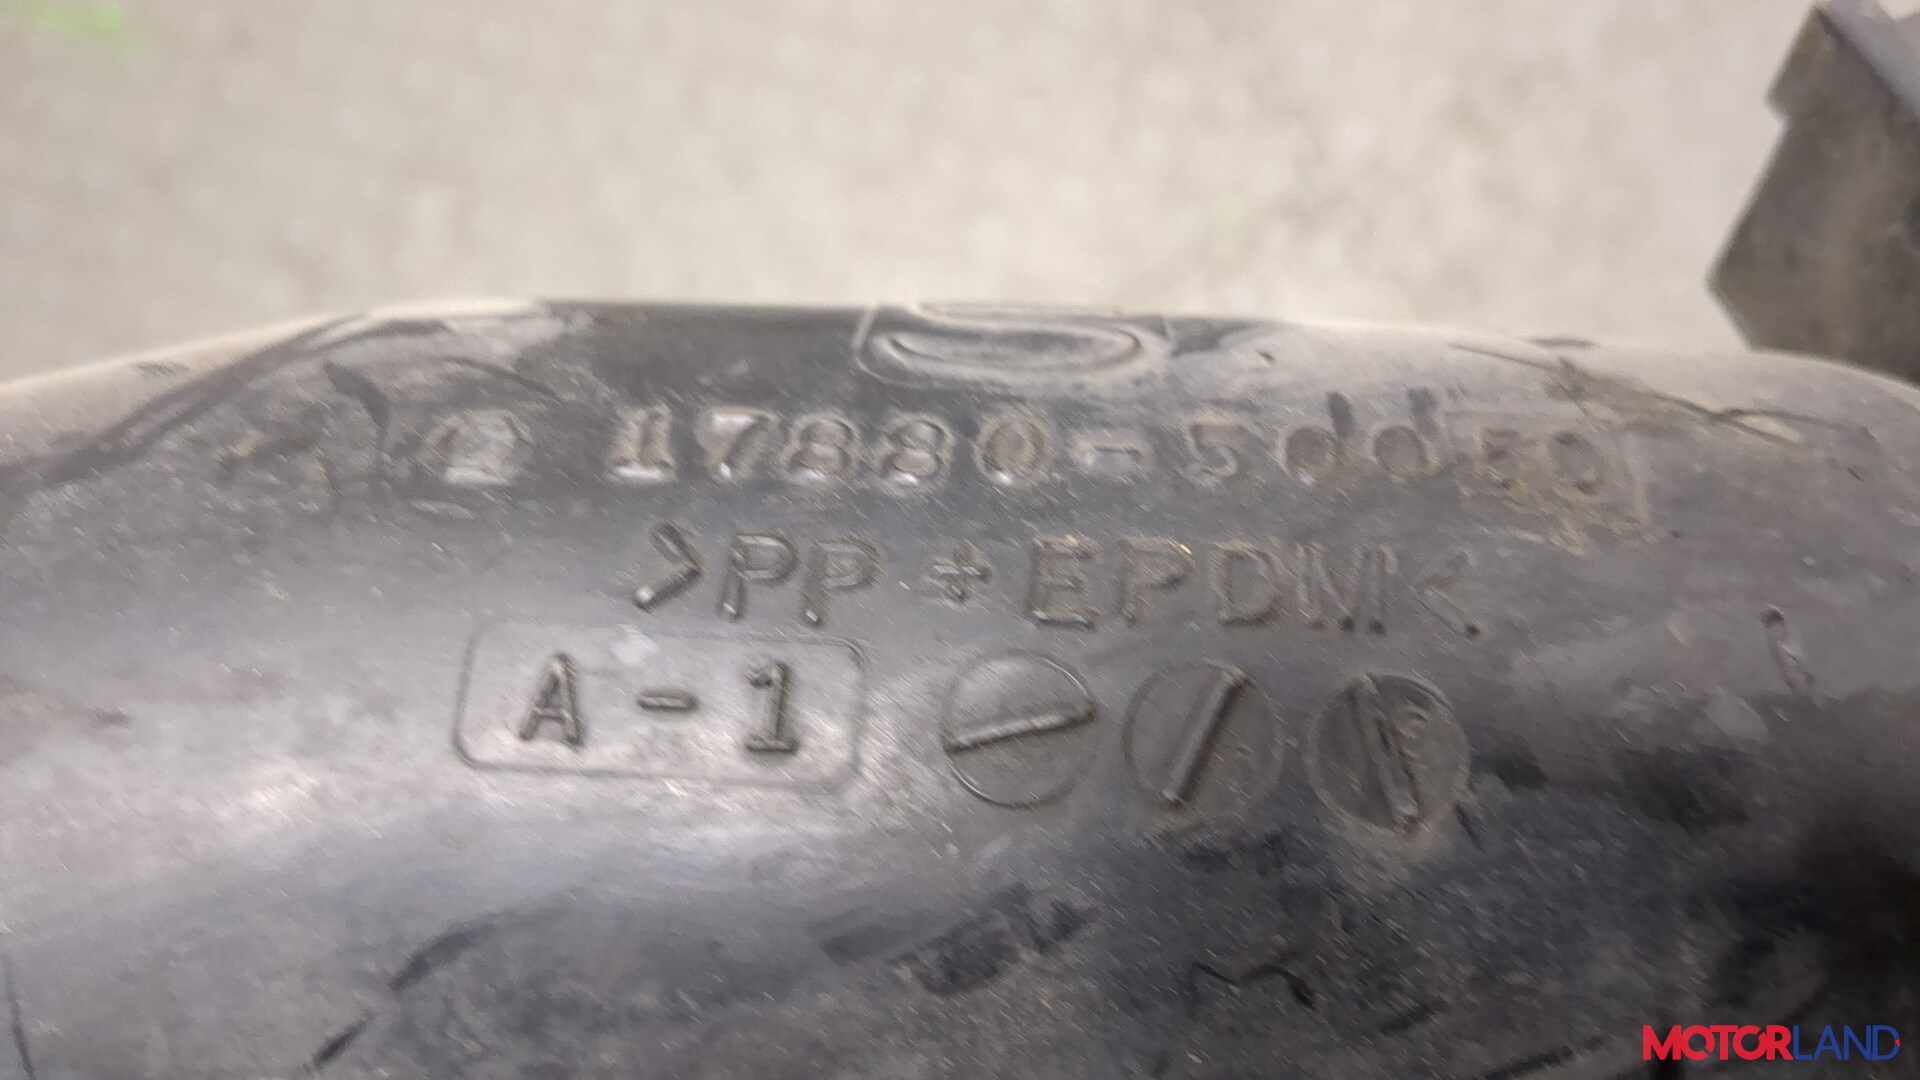 17880-50050
>PP+EPDM<
A-1
MOTORLAND